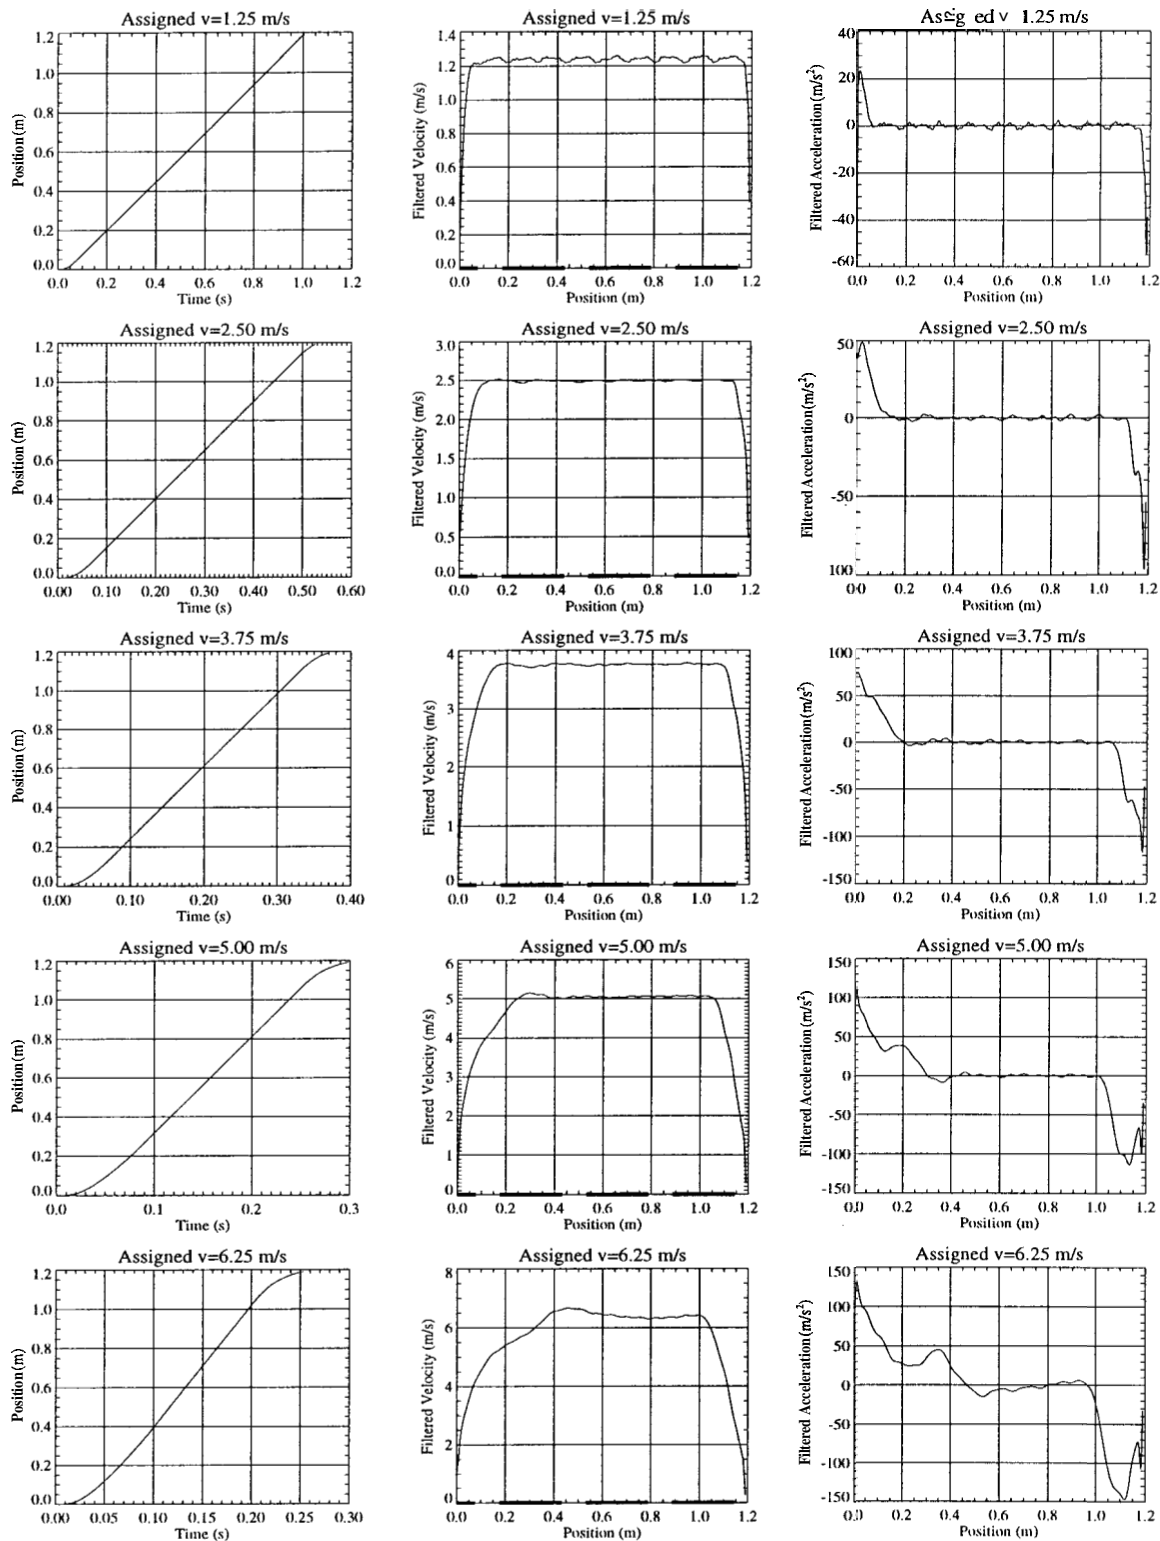 Assigned v=1.25 m/s
Position (m)
1.2
1.0
0.8
0.6
0.4
0.2
0.0
0.0 0.2 0.4 0.6 0.8 1.0 1.2
Time (s)
Assigned v=1.25 m/s
Filtered Velocity (m/s)
1.4
1.2
1.0
0.8
0.6
0.4
0.2
0.0
0.0 0.2 0.4 0.6 0.8 1.0 1.2
Position (m)
ed v 1.25 m/s
Filtered Acceleration (m/s²)
40
20
0
-20
-40
-60
0.0 0.2 0.4 0.6 0.8 1.0 1.2
Position (m)
Assigned v=2.50 m/s
Position (m)
1.2
1.0
0.8
0.6
0.4
0.2
0.0
0.00 0.10 0.20 0.30 0.40 0.50 0.60
Time (s)
Assigned v=2.50 m/s
Filtered Velocity (m/s)
3.0
2.5
2.0
1.5
1.0
0.5
0.0
0.0 0.2 0.4 0.6 0.8 1.0 1.2
Position (m)
Assigned v=2.50 m/s
Filtered Acceleration (m/s²)
50
0
-50
100
0.0 0.2 0.4 0.6 0.8 1.0 1.2
Position (m)
Assigned v=3.75 m/s
Position (m)
1.2
1.0
0.8
0.6
0.4
0.2
0.0
0.00 0.10 0.20 0.30 0.40
Time (s)
Assigned v=3.75 m/s
Filtered Velocity (m/s)
4
3
2
1
0
0.0 0.2 0.4 0.6 0.8 1.0 1.2
Position (m)
Assigned v=3.75 m/s
Filtered Acceleration (m/s²)
100
50
0
-50
-100
-150
0.0 0.2 0.4 0.6 0.8 1.0 1.2
Position (m)
Assigned v=5.00 m/s
Position (m)
1.2
1.0
0.8
0.6
0.4
0.2
0.0
0.0 0.1 0.2 0.3
Time (s)
Assigned v=5.00 m/s
Filtered Velocity (m/s)
6
5
4
3
2
1
0
0.0 0.2 0.4 0.6 0.8 1.0 1.2
Position (m)
Assigned v=5.00 m/s
Filtered Acceleration (m/s²)
150
100
50
0
-50
-100
-150
0.0 0.2 0.4 0.6 0.8 1.0 1.2
Position (m)
Assigned v=6.25 m/s
Position (m)
1.2
1.0
0.8
0.6
0.4
0.2
0.0
0.00 0.05 0.10 0.15 0.20 0.25 0.30
Time (s)
Assigned v=6.25 m/s
Filtered Velocity (m/s)
8
6
4
2
0
0.0 0.2 0.4 0.6 0.8 1.0 1.2
Position (m)
Assigned v=6.25 m/s
Filtered Acceleration (m/s²)
150
100
50
0
-50
-100
-150
0.0 0.2 0.4 0.6 0.8 1.0 1.2
Position (m)